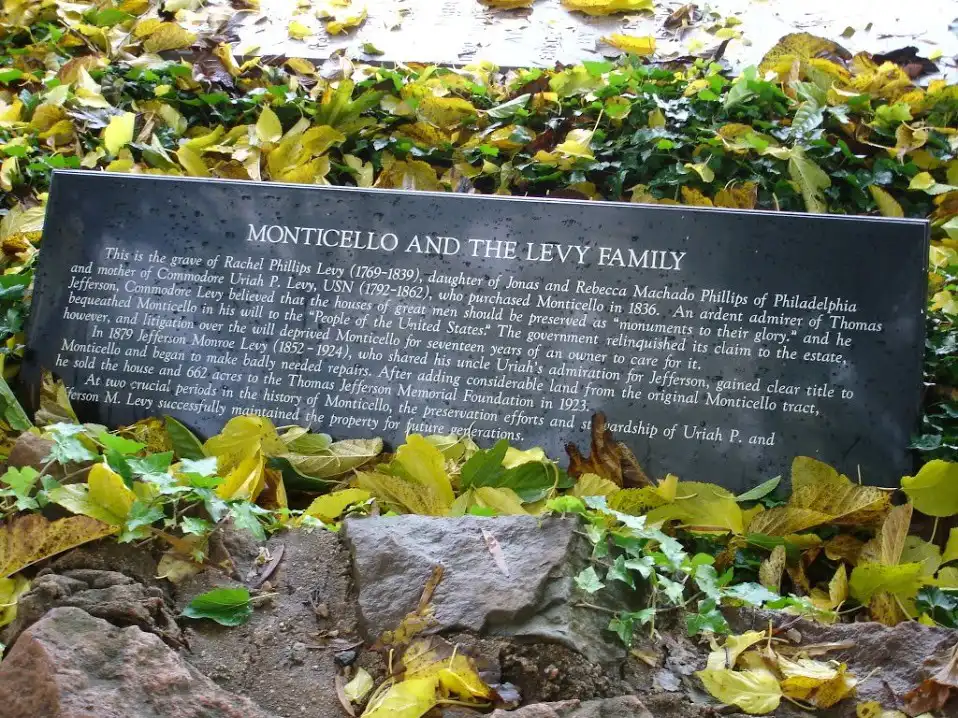 MONTICELLO AND THE LEVY FAMILY
This is the grave of Rachel Phillips Levy (1769–1839), daughter of Jonas and Rebecca Machado Phillips of Philadelphia
and mother of Commodore Uriah P. Levy, USN (1792–1862), who purchased Monticello in 1836. An ardent admirer of Thomas
Jefferson, Commodore Levy believed that the houses of great men should be preserved as "monuments to their glory," and he
bequeathed Monticello in his will to the "People of the United States." The government relinquished its claim to the estate,
however, and litigation over the will deprived Monticello for seventeen years of an owner to care for it.
In 1879 Jefferson Monroe Levy (1852–1924), who shared his uncle Uriah's admiration for Jefferson, gained clear title to
Monticello and began to make badly needed repairs. After adding considerable land from the original Monticello tract,
he sold the house and 662 acres to the Thomas Jefferson Memorial Foundation in 1923.
At two crucial periods in the history of Monticello, the preservation efforts and stewardship of Uriah P. and
Jefferson M. Levy successfully maintained the property for future generations.